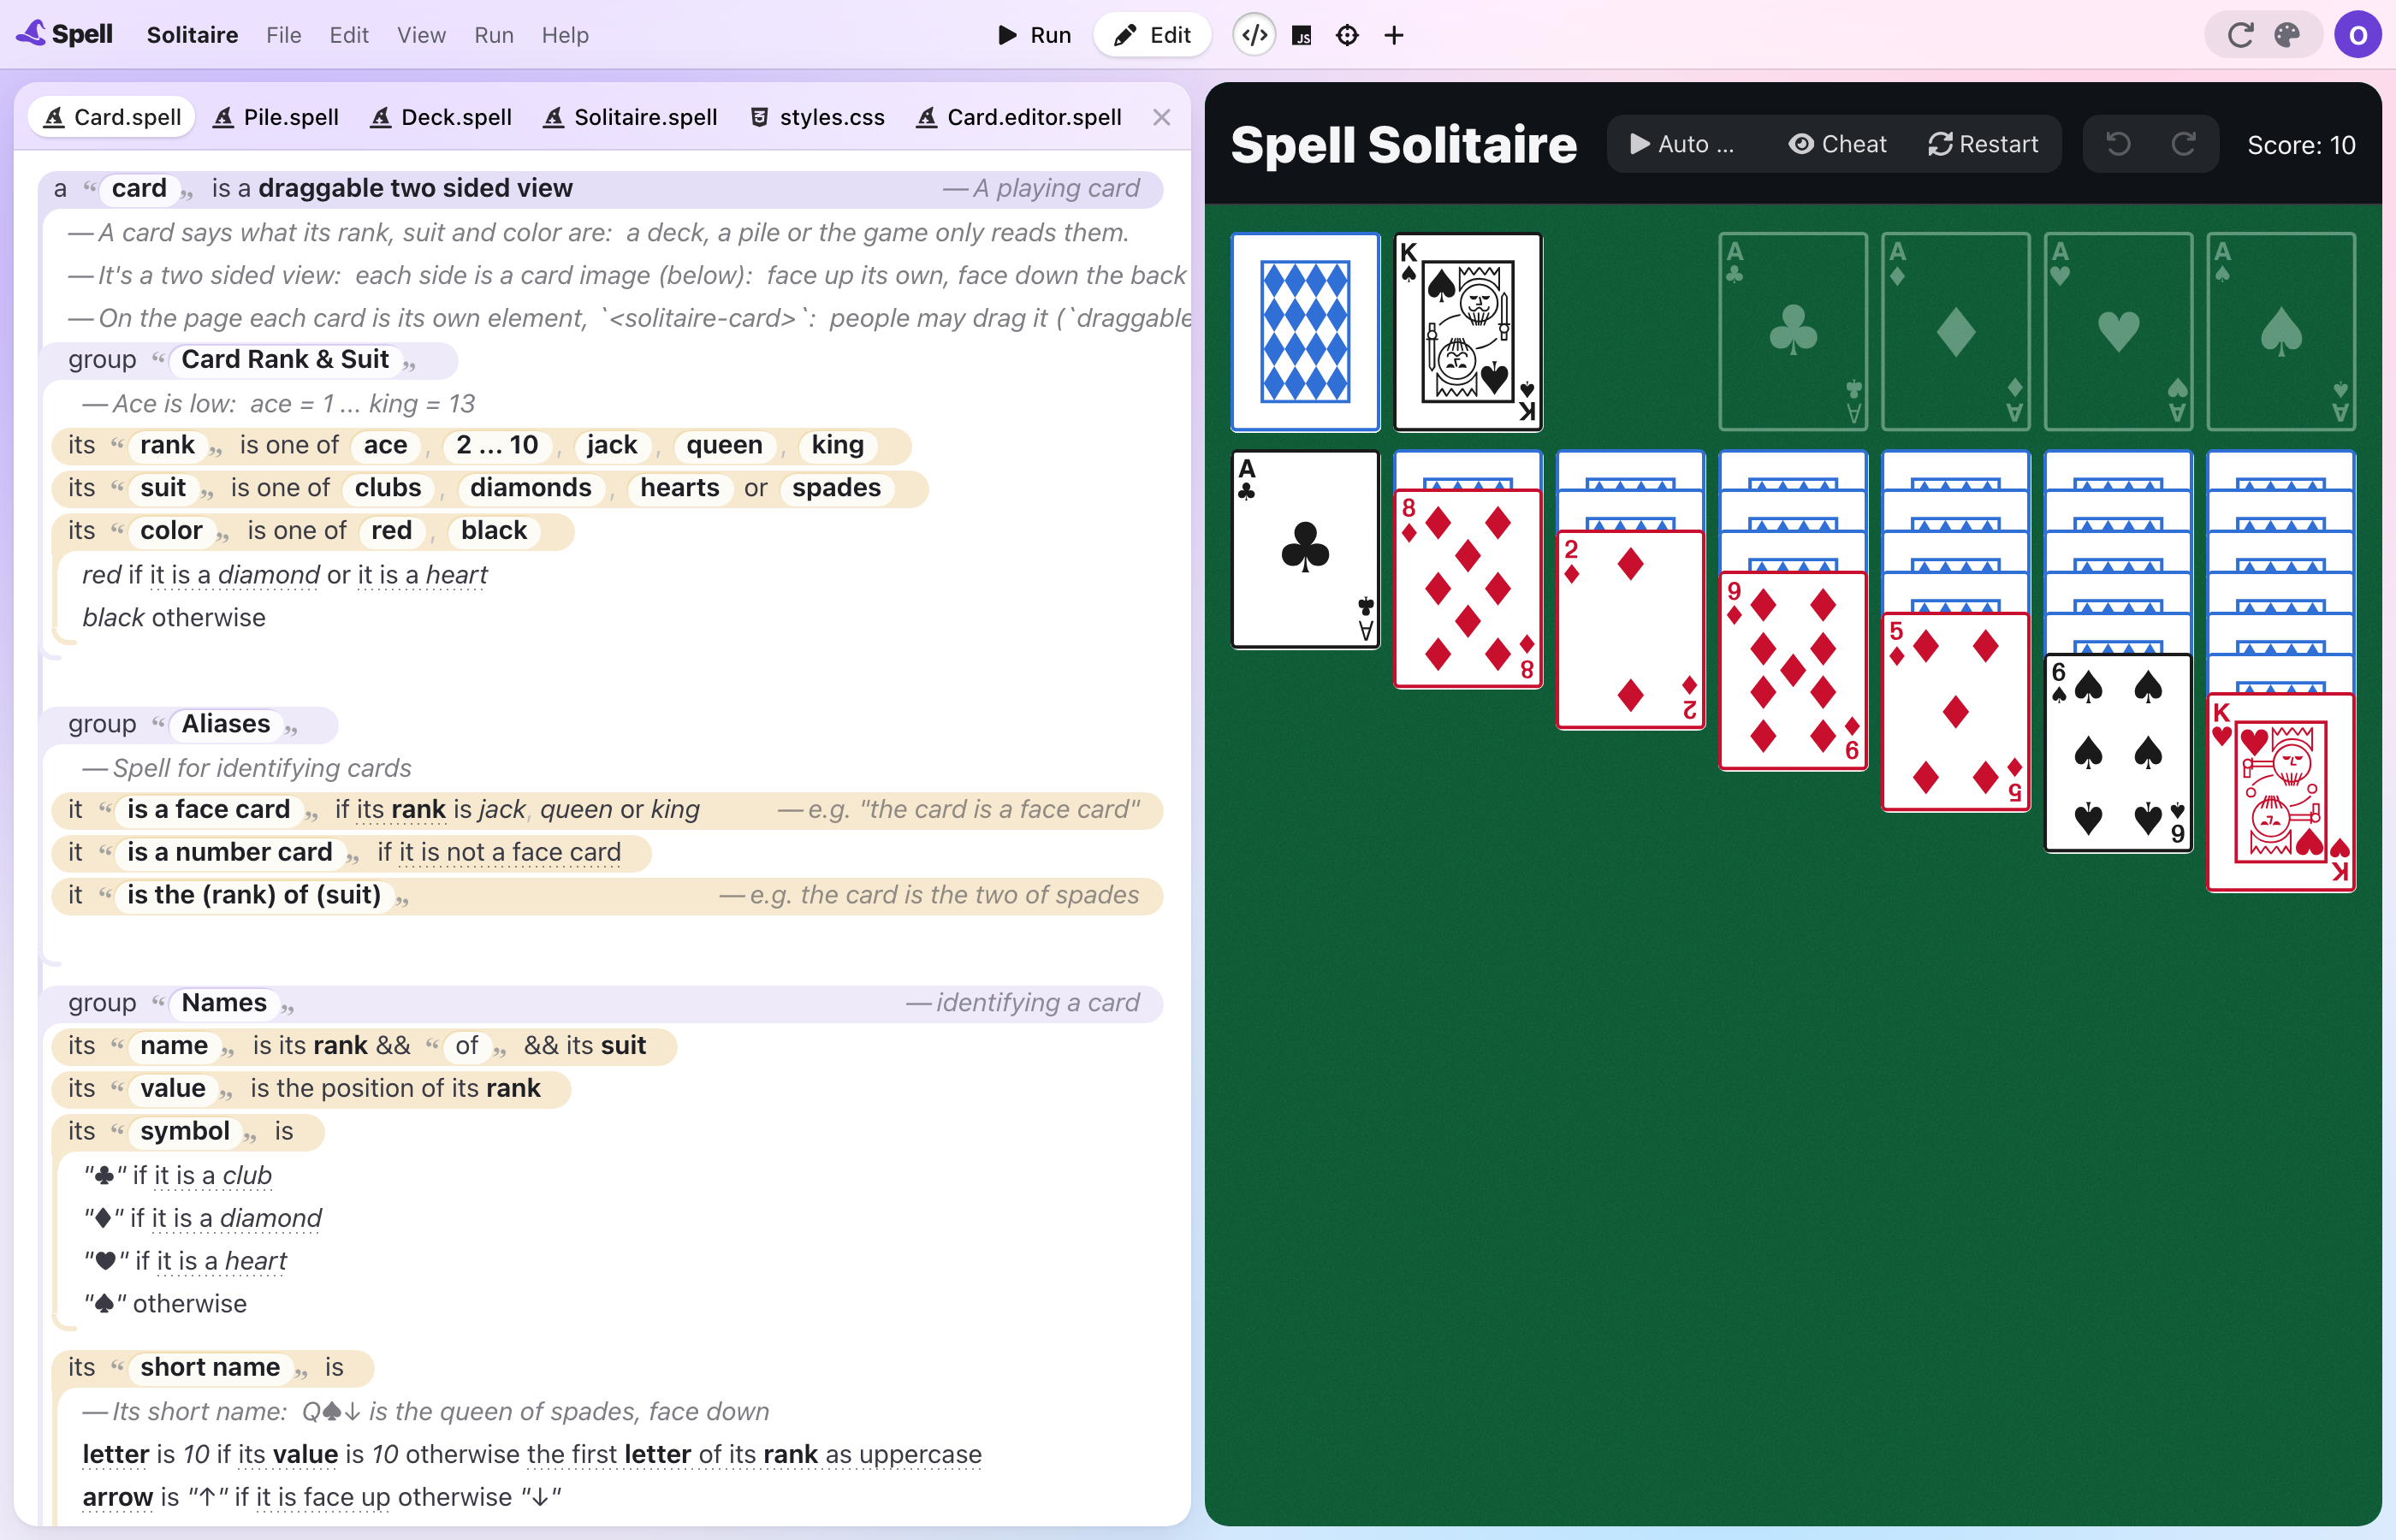 Spell Solitaire File Edit View Run Help Run Edit JS O
Card.spell Pile.spell Deck.spell Solitaire.spell styles.css Card.editor.spell
a “ card „ is a draggable two sided view — A playing card
— A card says what its rank, suit and color are: a deck, a pile or the game only reads them.
— It's a two sided view: each side is a card image (below): face up its own, face down the back
— On the page each card is its own element, `<solitaire-card>`: people may drag it (`draggable
group “ Card Rank & Suit „
— Ace is low: ace = 1 ... king = 13
its “ rank „ is one of ace , 2 ... 10 , jack , queen , king
its “ suit „ is one of clubs , diamonds , hearts or spades
its “ color „ is one of red , black
red if it is a diamond or it is a heart
black otherwise
group “ Aliases „
— Spell for identifying cards
it “ is a face card „ if its rank is jack, queen or king — e.g. "the card is a face card"
it “ is a number card „ if it is not a face card
it “ is the (rank) of (suit) „ — e.g. the card is the two of spades
group “ Names „ — identifying a card
its “ name „ is its rank && “ of „ && its suit
its “ value „ is the position of its rank
its “ symbol „ is
"♣" if it is a club
"♦" if it is a diamond
"♥" if it is a heart
"♠" otherwise
its “ short name „ is
— Its short name: Q♠↓ is the queen of spades, face down
letter is 10 if its value is 10 otherwise the first letter of its rank as uppercase
arrow is "↑" if it is face up otherwise "↓"
Spell Solitaire Auto ... Cheat Restart Score: 10
K K A A A A A A A A
A A
8 8
2 2
9 9
5 5
6 6
K K